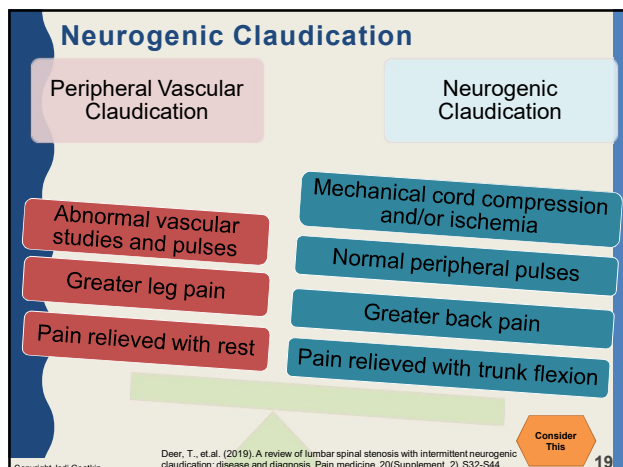 Neurogenic Claudication
Peripheral Vascular
Claudication
Neurogenic
Claudication
Abnormal vascular
studies and pulses
Greater leg pain
Pain relieved with rest
Mechanical cord compression
and/or ischemia
Normal peripheral pulses
Greater back pain
Pain relieved with trunk flexion
Consider
This
Deer, T., et.al. (2019). A review of lumbar spinal stenosis with intermittent neurogenic
claudication: disease and diagnosis. Pain medicine, 20(Supplement_2), S32-S44
Copyright Jodi
19